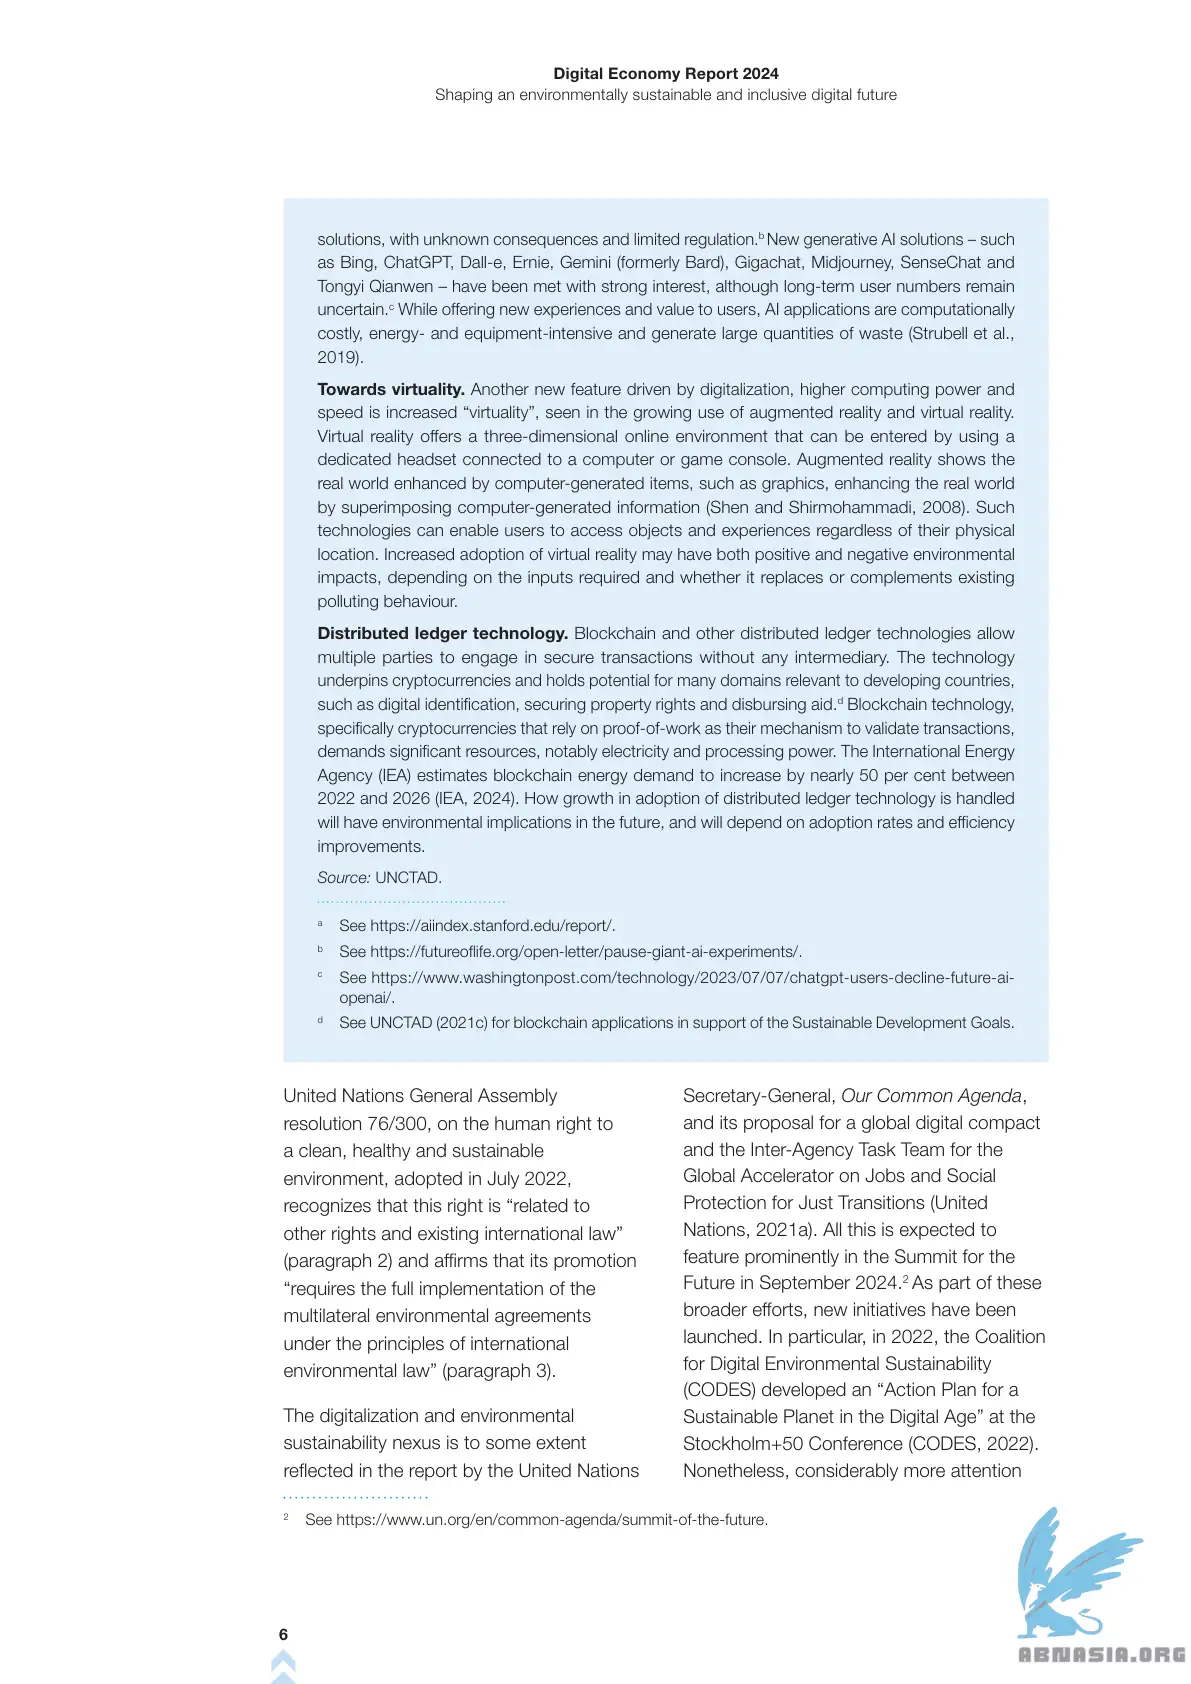 Digital Economy Report 2024
Shaping an environmentally sustainable and inclusive digital future
solutions, with unknown consequences and limited regulation.b New generative AI solutions – such
as Bing, ChatGPT, Dall-e, Ernie, Gemini (formerly Bard), Gigachat, Midjourney, SenseChat and
Tongyi Qianwen – have been met with strong interest, although long-term user numbers remain
uncertain.c While offering new experiences and value to users, AI applications are computationally
costly, energy- and equipment-intensive and generate large quantities of waste (Strubell et al.,
2019).
Towards virtuality. Another new feature driven by digitalization, higher computing power and
speed is increased “virtuality”, seen in the growing use of augmented reality and virtual reality.
Virtual reality offers a three-dimensional online environment that can be entered by using a
dedicated headset connected to a computer or game console. Augmented reality shows the
real world enhanced by computer-generated items, such as graphics, enhancing the real world
by superimposing computer-generated information (Shen and Shirmohammadi, 2008). Such
technologies can enable users to access objects and experiences regardless of their physical
location. Increased adoption of virtual reality may have both positive and negative environmental
impacts, depending on the inputs required and whether it replaces or complements existing
polluting behaviour.
Distributed ledger technology. Blockchain and other distributed ledger technologies allow
multiple parties to engage in secure transactions without any intermediary. The technology
underpins cryptocurrencies and holds potential for many domains relevant to developing countries,
such as digital identification, securing property rights and disbursing aid.d Blockchain technology,
specifically cryptocurrencies that rely on proof-of-work as their mechanism to validate transactions,
demands significant resources, notably electricity and processing power. The International Energy
Agency (IEA) estimates blockchain energy demand to increase by nearly 50 per cent between
2022 and 2026 (IEA, 2024). How growth in adoption of distributed ledger technology is handled
will have environmental implications in the future, and will depend on adoption rates and efficiency
improvements.
Source: UNCTAD.
a See https://aiindex.stanford.edu/report/.
b See https://futureoflife.org/open-letter/pause-giant-ai-experiments/.
c See https://www.washingtonpost.com/technology/2023/07/07/chatgpt-users-decline-future-ai-
openai/.
d See UNCTAD (2021c) for blockchain applications in support of the Sustainable Development Goals.
United Nations General Assembly
resolution 76/300, on the human right to
a clean, healthy and sustainable
environment, adopted in July 2022,
recognizes that this right is “related to
other rights and existing international law”
(paragraph 2) and affirms that its promotion
“requires the full implementation of the
multilateral environmental agreements
under the principles of international
environmental law” (paragraph 3).
The digitalization and environmental
sustainability nexus is to some extent
reflected in the report by the United Nations
Secretary-General, Our Common Agenda,
and its proposal for a global digital compact
and the Inter-Agency Task Team for the
Global Accelerator on Jobs and Social
Protection for Just Transitions (United
Nations, 2021a). All this is expected to
feature prominently in the Summit for the
Future in September 2024.2 As part of these
broader efforts, new initiatives have been
launched. In particular, in 2022, the Coalition
for Digital Environmental Sustainability
(CODES) developed an “Action Plan for a
Sustainable Planet in the Digital Age” at the
Stockholm+50 Conference (CODES, 2022).
Nonetheless, considerably more attention
2 See https://www.un.org/en/common-agenda/summit-of-the-future.
6
ABNASIA.ORG